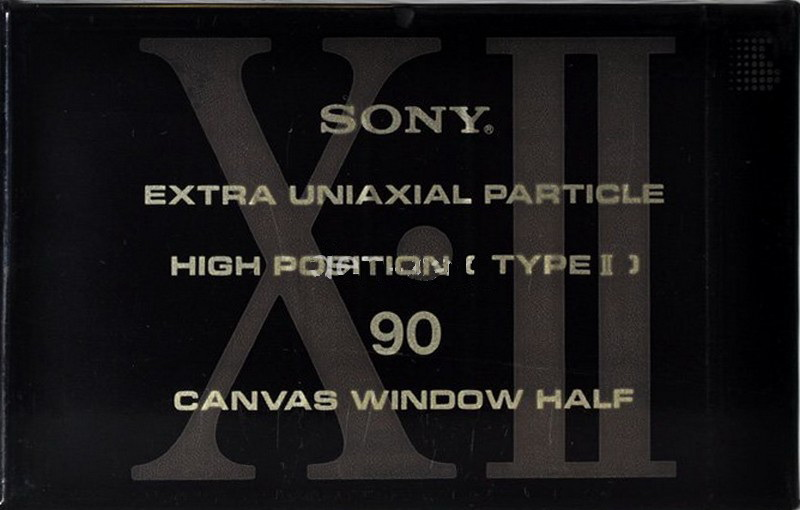 X·II
SONY®
EXTRA UNIAXIAL PARTICLE
HIGH POSITION ( TYPE II )
90
CANVAS WINDOW HALF